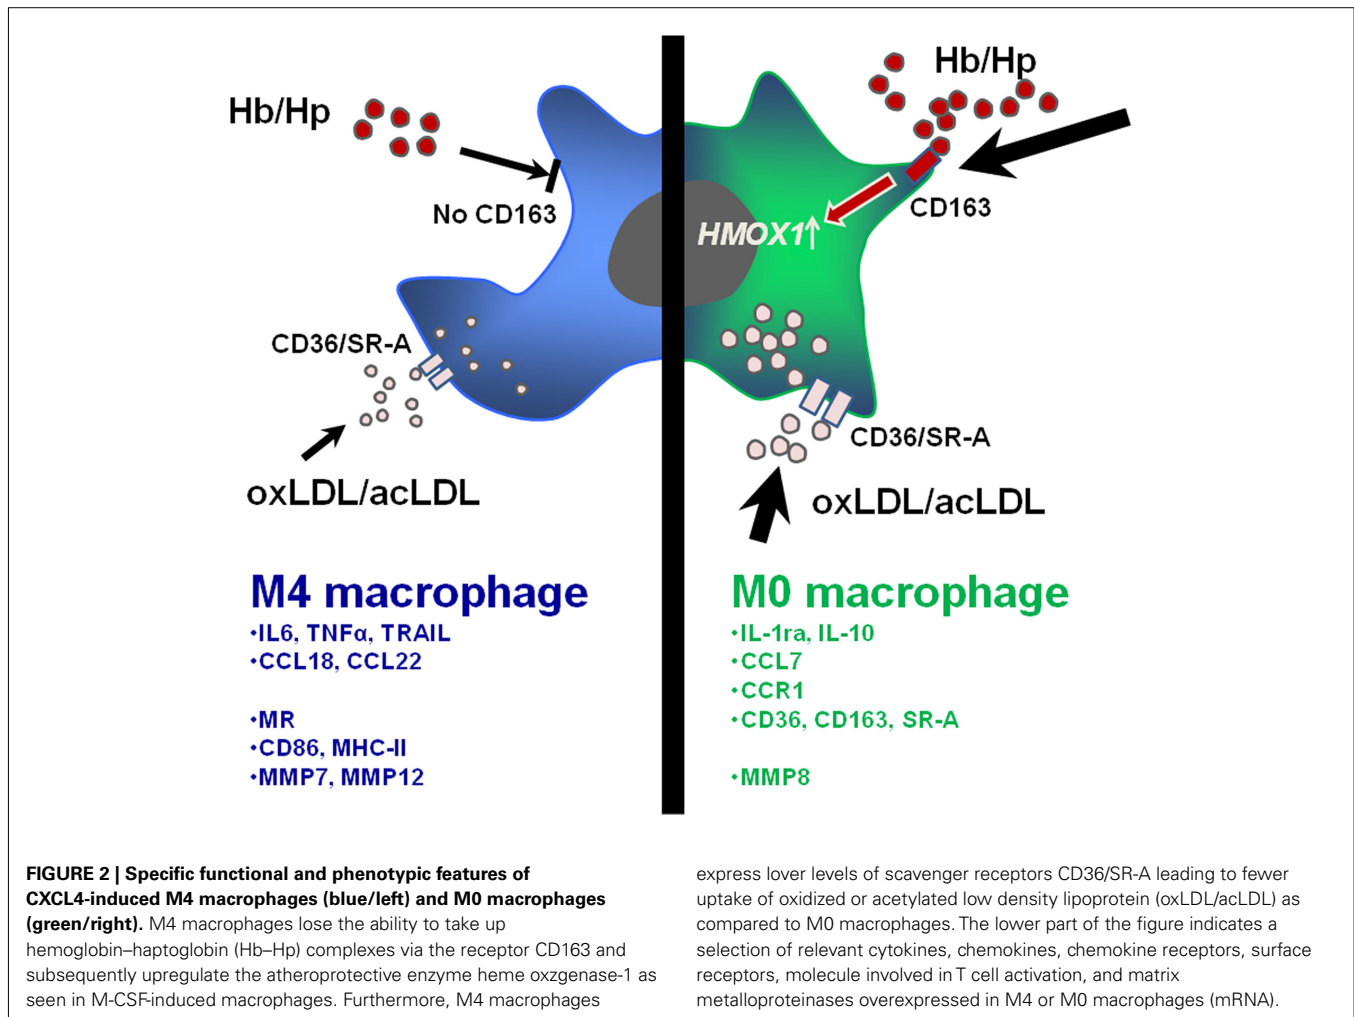 Hb/Hp
No CD163
CD36/SR-A
oxLDL/acLDL
Hb/Hp
CD163
HMOX1↑
CD36/SR-A
oxLDL/acLDL
M4 macrophage
•IL6, TNFα, TRAIL
•CCL18, CCL22
•MR
•CD86, MHC-II
•MMP7, MMP12
M0 macrophage
•IL-1ra, IL-10
•CCL7
•CCR1
•CD36, CD163, SR-A
•MMP8
FIGURE 2 | Specific functional and phenotypic features of
CXCL4-induced M4 macrophages (blue/left) and M0 macrophages
(green/right). M4 macrophages lose the ability to take up
hemoglobin–haptoglobin (Hb–Hp) complexes via the receptor CD163 and
subsequently upregulate the atheroprotective enzyme heme oxzgenase-1 as
seen in M-CSF-induced macrophages. Furthermore, M4 macrophages
express lover levels of scavenger receptors CD36/SR-A leading to fewer
uptake of oxidized or acetylated low density lipoprotein (oxLDL/acLDL) as
compared to M0 macrophages. The lower part of the figure indicates a
selection of relevant cytokines, chemokines, chemokine receptors, surface
receptors, molecule involved in T cell activation, and matrix
metalloproteinases overexpressed in M4 or M0 macrophages (mRNA).